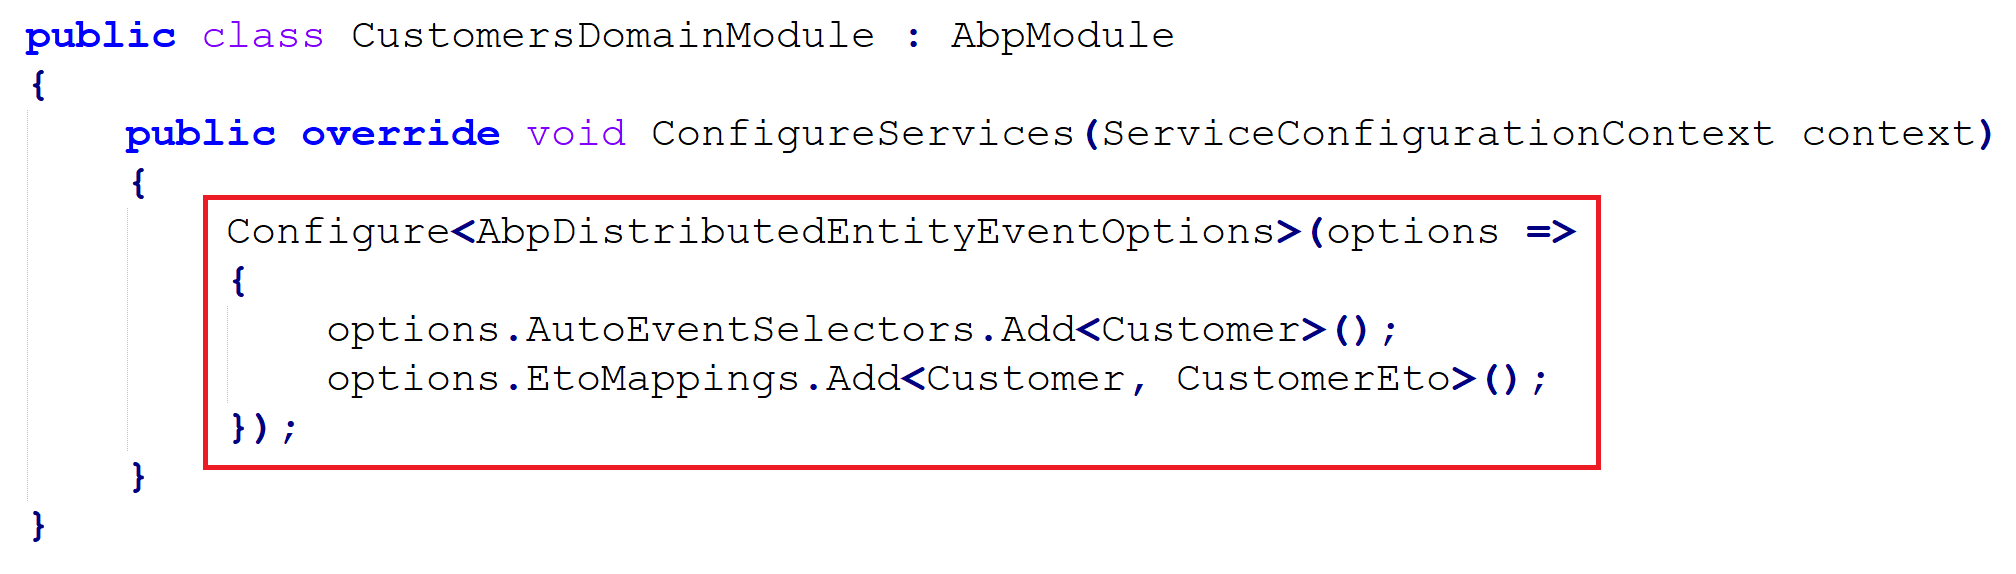 public class CustomersDomainModule : AbpModule
{
    public override void ConfigureServices(ServiceConfigurationContext context)
    {
        Configure<AbpDistributedEntityEventOptions>(options =>
        {
            options.AutoEventSelectors.Add<Customer>();
            options.EtoMappings.Add<Customer, CustomerEto>();
        });
    }
}